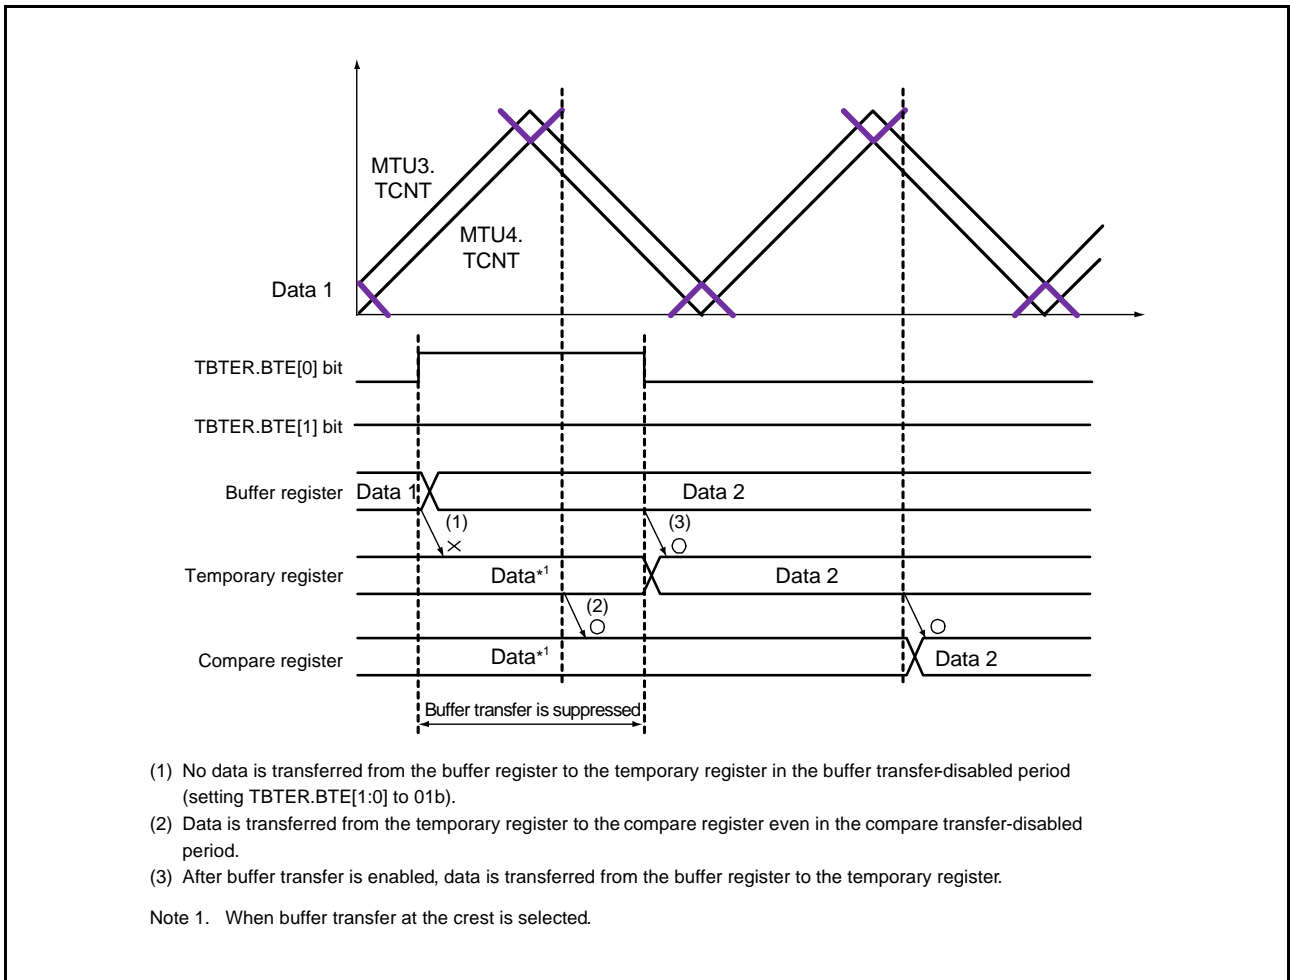 MTU3.
TCNT
MTU4.
TCNT
Data 1
TBTER.BTE[0] bit
TBTER.BTE[1] bit
Buffer register
Data 1
Data 2
(1)
(3)
Temporary register
Data*1
Data 2
(2)
Compare register
Data*1
Data 2
Buffer transfer is suppressed
(1) No data is transferred from the buffer register to the temporary register in the buffer transfer-disabled period
(setting TBTER.BTE[1:0] to 01b).
(2) Data is transferred from the temporary register to the compare register even in the compare transfer-disabled
period.
(3) After buffer transfer is enabled, data is transferred from the buffer register to the temporary register.
Note 1. When buffer transfer at the crest is selected.